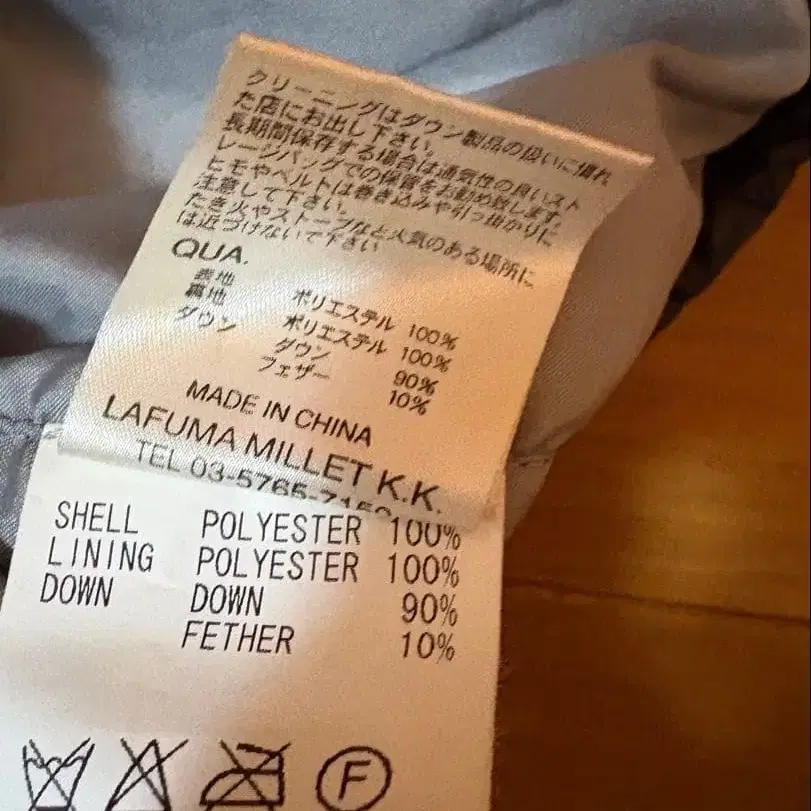 クリーニングはダウン製品の扱いに慣れ
た店にお出し下さい。
長期間保存する場合は通気性の良いスト
レージバッグでの保管をお勧め致します。
ヒモやベルトは巻き込みや引っ掛かりに
注意して下さい。
たき火やストーブなど火気のある場所に
は近づけないで下さい
QUA.
表地 ポリエステル 100%
裏地 ポリエステル 100%
ダウン ダウン 90%
フェザー 10%
MADE IN CHINA
LAFUMA MILLET K.K.
TEL 03-5765-
SHELL POLYESTER 100%
LINING POLYESTER 100%
DOWN DOWN 90%
FETHER 10%
F